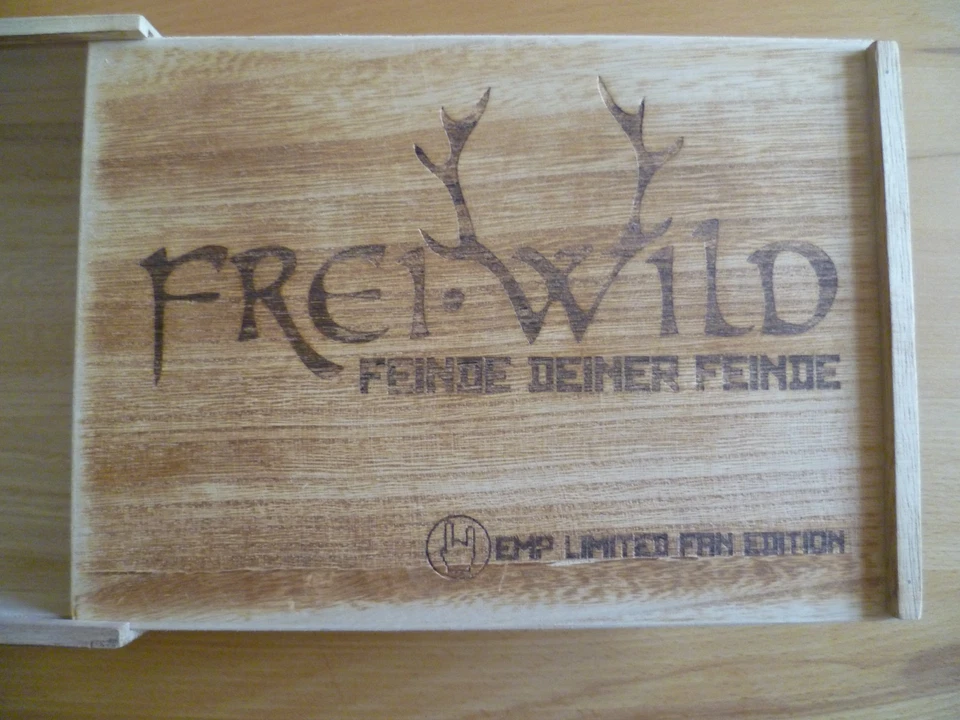 FREI.WILD
FEINDE DEINER FEINDE
EMP LIMITED FAN EDITION